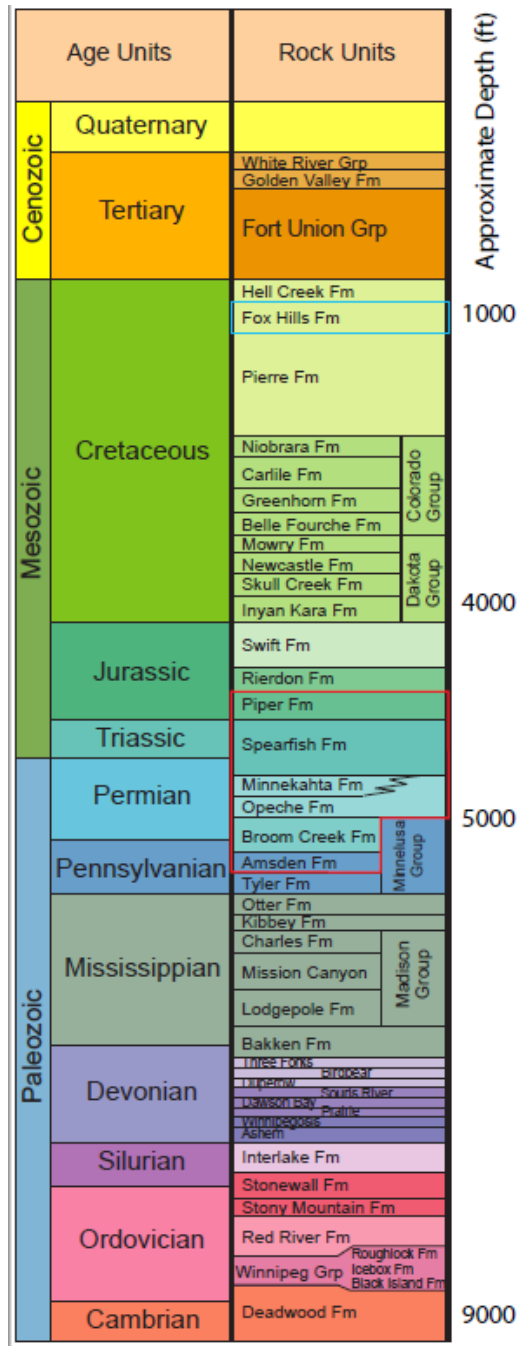 Age Units
Rock Units
Approximate Depth (ft)
Cenozoic
Quaternary
Tertiary
White River Grp
Golden Valley Fm
Fort Union Grp
Mesozoic
Cretaceous
Hell Creek Fm
Fox Hills Fm
1000
Pierre Fm
Niobrara Fm
Carlile Fm
Greenhorn Fm
Belle Fourche Fm
Colorado
Group
Mowry Fm
Newcastle Fm
Skull Creek Fm
Inyan Kara Fm
Dakota
Group
4000
Jurassic
Swift Fm
Rierdon Fm
Piper Fm
Triassic
Spearfish Fm
Paleozoic
Permian
Minnekahta Fm
Opeche Fm
5000
Broom Creek Fm
Pennsylvanian
Amsden Fm
Tyler Fm
Minnelusa
Group
Mississippian
Otter Fm
Kibbey Fm
Charles Fm
Mission Canyon
Lodgepole Fm
Madison
Group
Bakken Fm
Devonian
Three Forks
Birdbear
Duperow
Souris River
Dawson Bay
Prairie
Winnipegosis
Ashern
Silurian
Interlake Fm
Stonewall Fm
Ordovician
Stony Mountain Fm
Red River Fm
Winnipeg Grp
Roughlock Fm
Icebox Fm
Black Island Fm
Cambrian
Deadwood Fm
9000